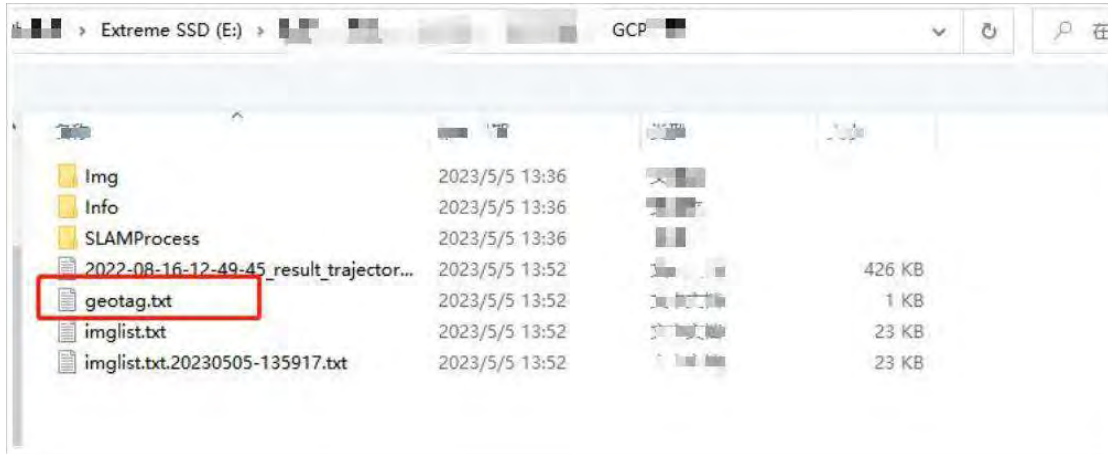 › Extreme SSD (E:) › GCP 在
Img 2023/5/5 13:36
Info 2023/5/5 13:36
SLAMProcess 2023/5/5 13:36
2022-08-16-12-49-45_result_trajector... 2023/5/5 13:52 426 KB
geotag.txt 2023/5/5 13:52 1 KB
imglist.txt 2023/5/5 13:52 23 KB
imglist.txt.20230505-135917.txt 2023/5/5 13:52 23 KB